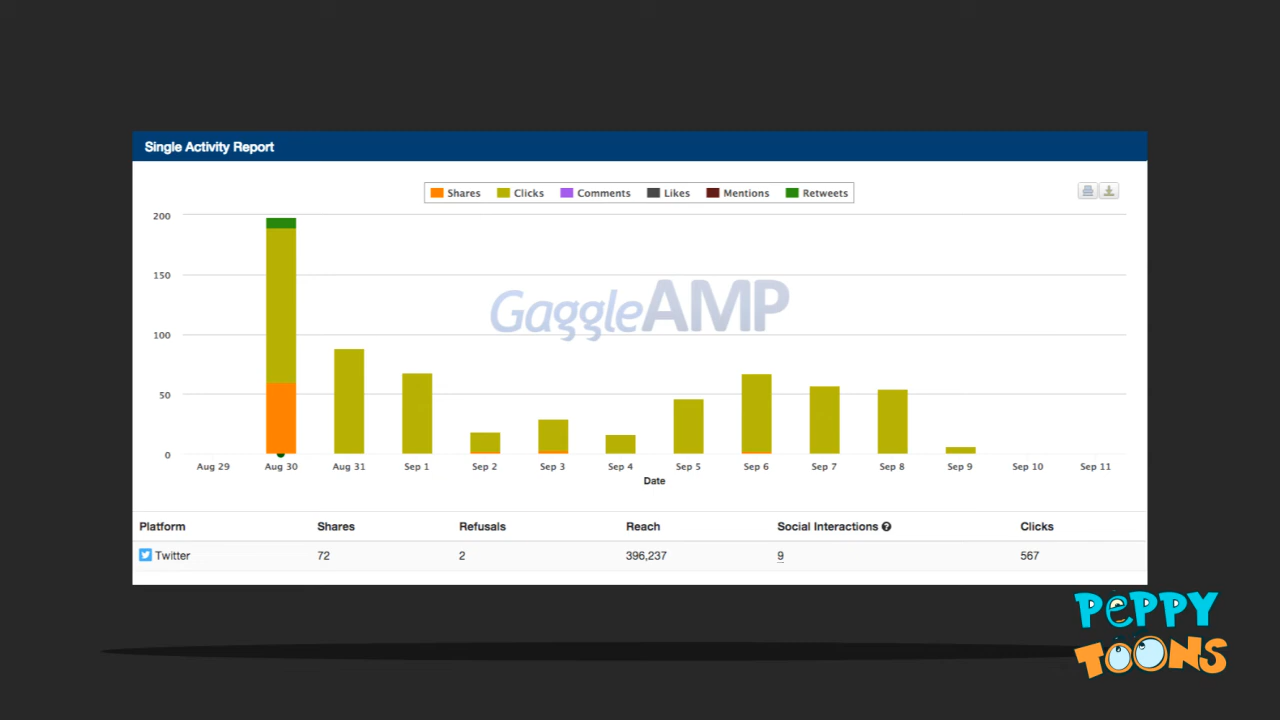 Single Activity Report
Shares Clicks Comments Likes Mentions Retweets
200
150
100
50
0
GaggleAMP
Aug 29 Aug 30 Aug 31 Sep 1 Sep 2 Sep 3 Sep 4 Sep 5 Sep 6 Sep 7 Sep 8 Sep 9 Sep 10 Sep 11
Date
Platform Shares Refusals Reach Social Interactions ?
Clicks
Twitter 72 2 396,237 9 567
PePPY
TOONS